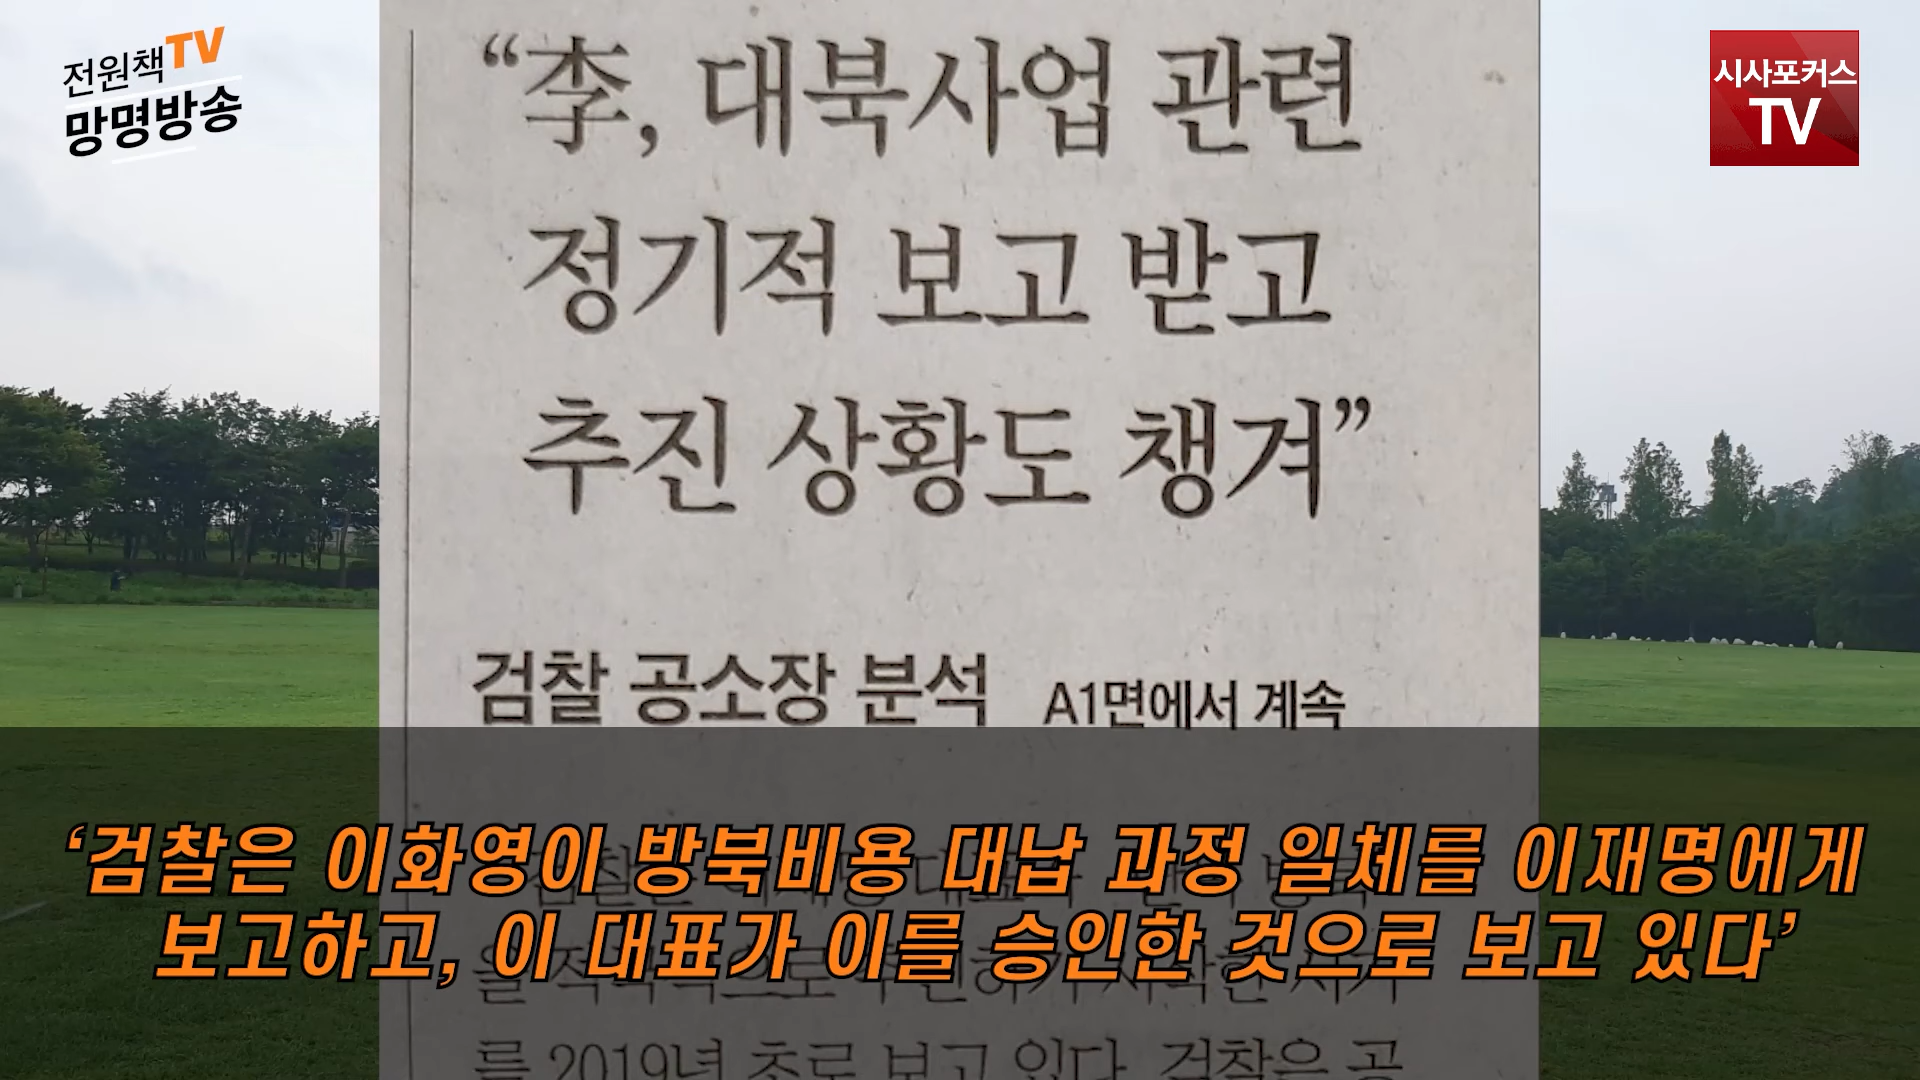 전원책TV
망명방송
시사포커스
TV
“李, 대북사업 관련
정기적 보고 받고
추진 상황도 챙겨”
검찰 공소장 분석 A1면에서 계속
‘검찰은 이화영이 방북비용 대납 과정 일체를 이재명에게
보고하고, 이 대표가 이를 승인한 것으로 보고 있다’
를 2019년 초로 보고 있다. 검찰은 공